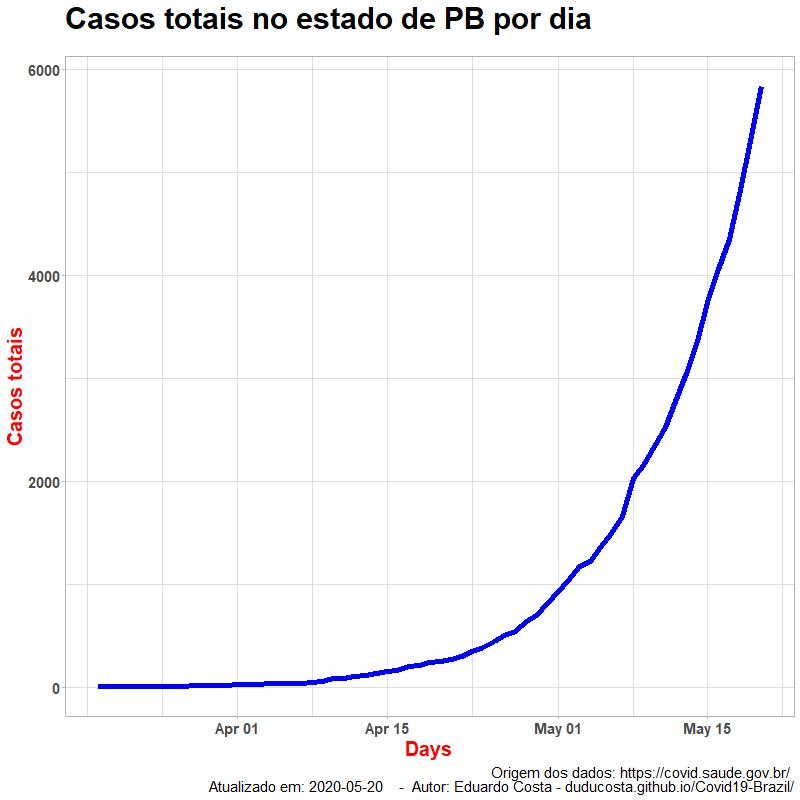 Casos totais no estado de PB por dia
6000
4000
2000
0
Casos totais
Apr 01
Apr 15
May 01
May 15
Days
Origem dos dados: https://covid.saude.gov.br/
Atualizado em: 2020-05-20 - Autor: Eduardo Costa - duducosta.github.io/Covid19-Brazil/